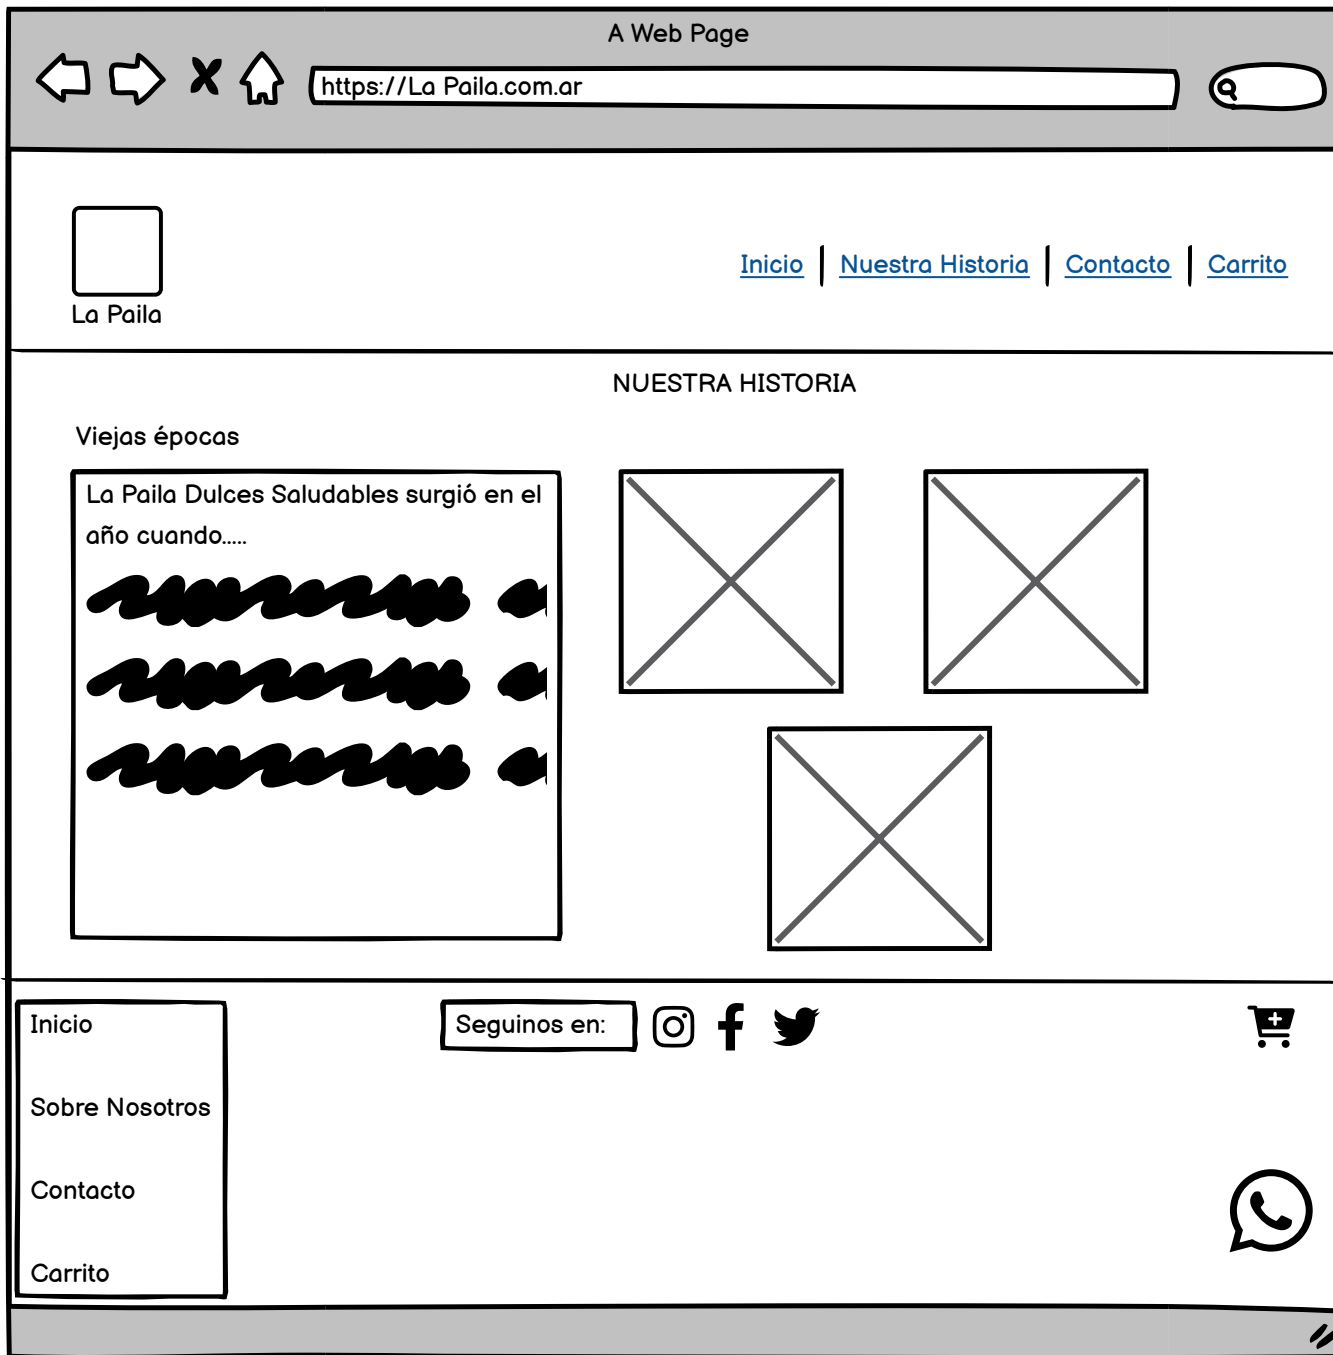 A Web Page
https://La Paila.com.ar
La Paila
Inicio
Nuestra Historia
Contacto
Carrito
NUESTRA HISTORIA
Viejas épocas
La Paila Dulces Saludables surgió en el
año cuando.....
Inicio
Seguinos en:
Sobre Nosotros
Contacto
Carrito